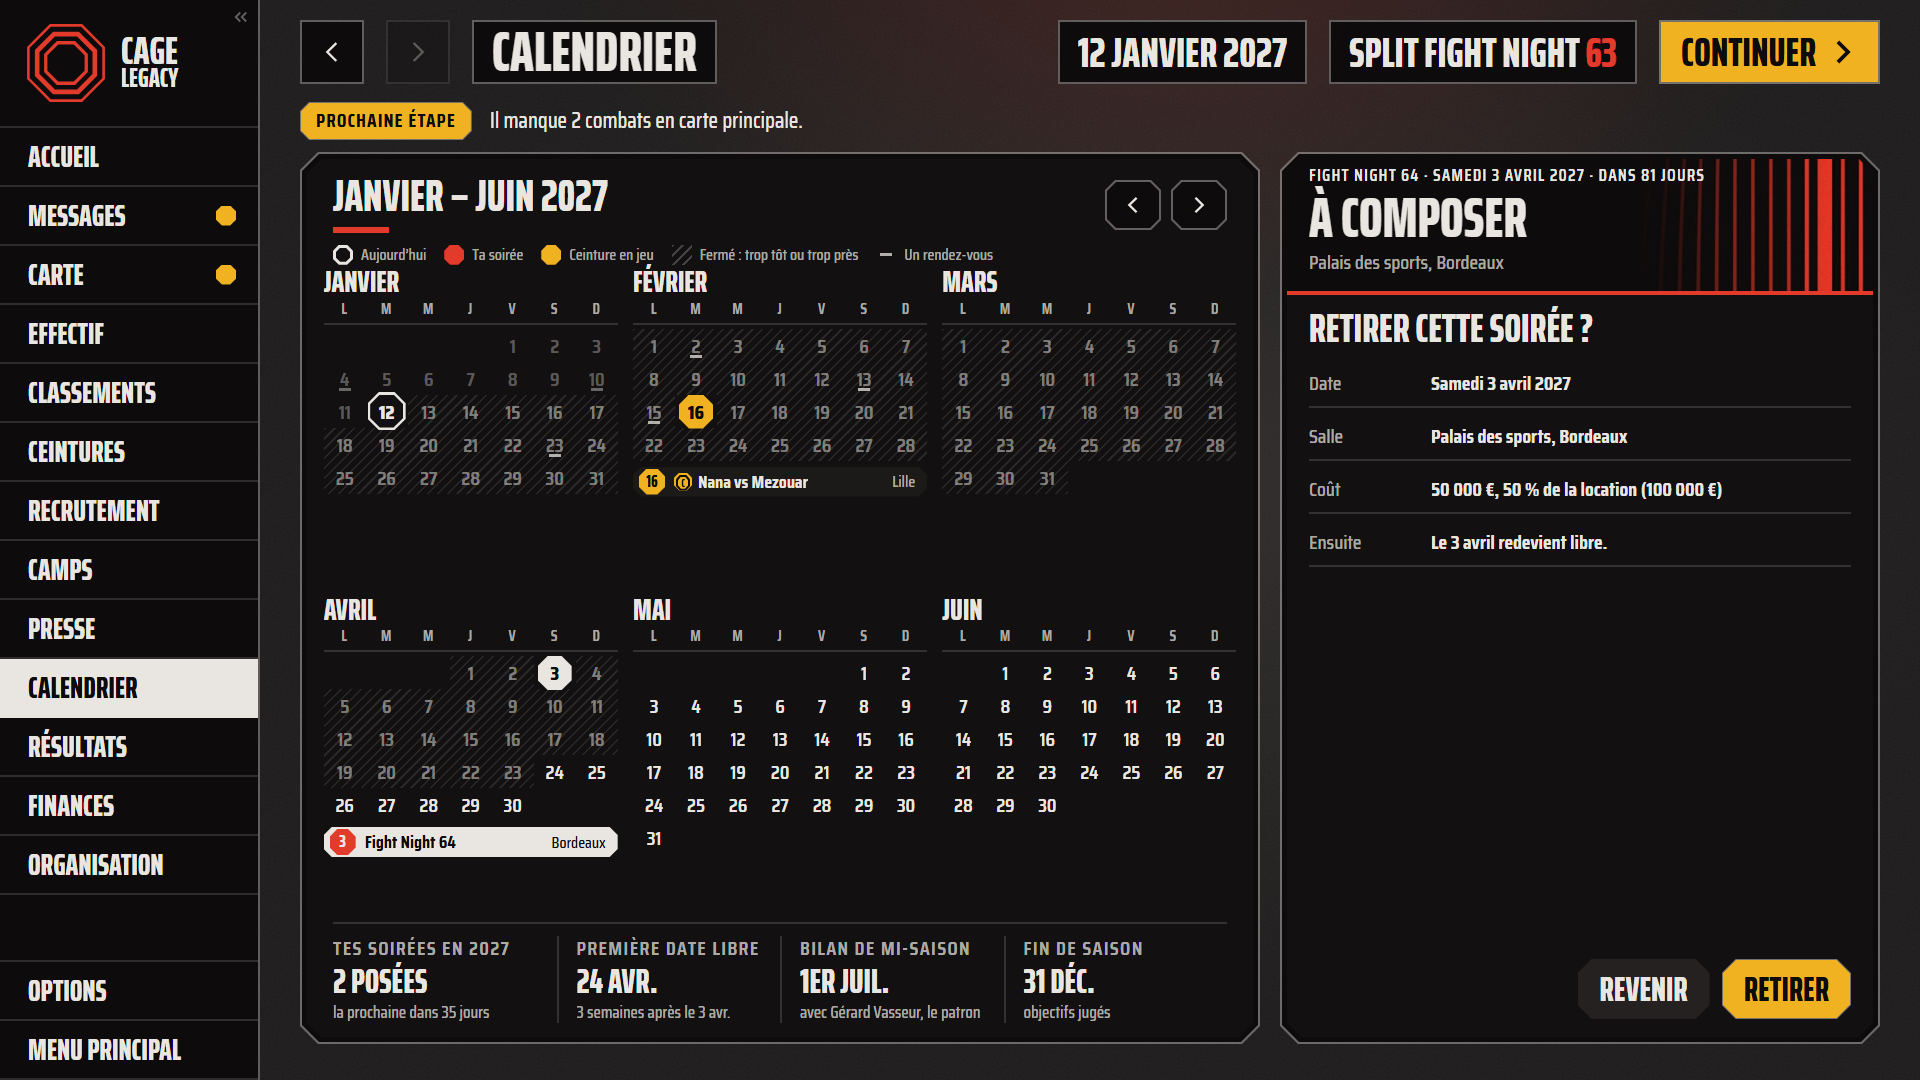 CAGE
LEGACY
ACCUEIL
MESSAGES
CARTE
EFFECTIF
CLASSEMENTS
CEINTURES
RECRUTEMENT
CAMPS
PRESSE
CALENDRIER
RÉSULTATS
FINANCES
ORGANISATION
OPTIONS
MENU PRINCIPAL
CALENDRIER
12 JANVIER 2027
SPLIT FIGHT NIGHT 63
CONTINUER
PROCHAINE ÉTAPE Il manque 2 combats en carte principale.
JANVIER – JUIN 2027
Aujourd'hui Ta soirée Ceinture en jeu Fermé : trop tôt ou trop près Un rendez-vous
JANVIER
L M M J V S D
1 2 3
4 5 6 7 8 9 10
11 12 13 14 15 16 17
18 19 20 21 22 23 24
25 26 27 28 29 30 31
FÉVRIER
L M M J V S D
1 2 3 4 5 6 7
8 9 10 11 12 13 14
15 16 17 18 19 20 21
22 23 24 25 26 27 28
16 Nana vs Mezouar Lille
MARS
L M M J V S D
1 2 3 4 5 6 7
8 9 10 11 12 13 14
15 16 17 18 19 20 21
22 23 24 25 26 27 28
29 30 31
AVRIL
L M M J V S D
1 2 3 4
5 6 7 8 9 10 11
12 13 14 15 16 17 18
19 20 21 22 23 24 25
26 27 28 29 30
3 Fight Night 64 Bordeaux
MAI
L M M J V S D
1 2
3 4 5 6 7 8 9
10 11 12 13 14 15 16
17 18 19 20 21 22 23
24 25 26 27 28 29 30
31
JUIN
L M M J V S D
1 2 3 4 5 6
7 8 9 10 11 12 13
14 15 16 17 18 19 20
21 22 23 24 25 26 27
28 29 30
TES SOIRÉES EN 2027
2 POSÉES
la prochaine dans 35 jours
PREMIÈRE DATE LIBRE
24 AVR.
3 semaines après le 3 avr.
BILAN DE MI-SAISON
1ER JUIL.
avec Gérard Vasseur, le patron
FIN DE SAISON
31 DÉC.
objectifs jugés
FIGHT NIGHT 64 · SAMEDI 3 AVRIL 2027 · DANS 81 JOURS
À COMPOSER
Palais des sports, Bordeaux
RETIRER CETTE SOIRÉE ?
Date Samedi 3 avril 2027
Salle Palais des sports, Bordeaux
Coût 50 000 €, 50 % de la location (100 000 €)
Ensuite Le 3 avril redevient libre.
REVENIR
RETIRER